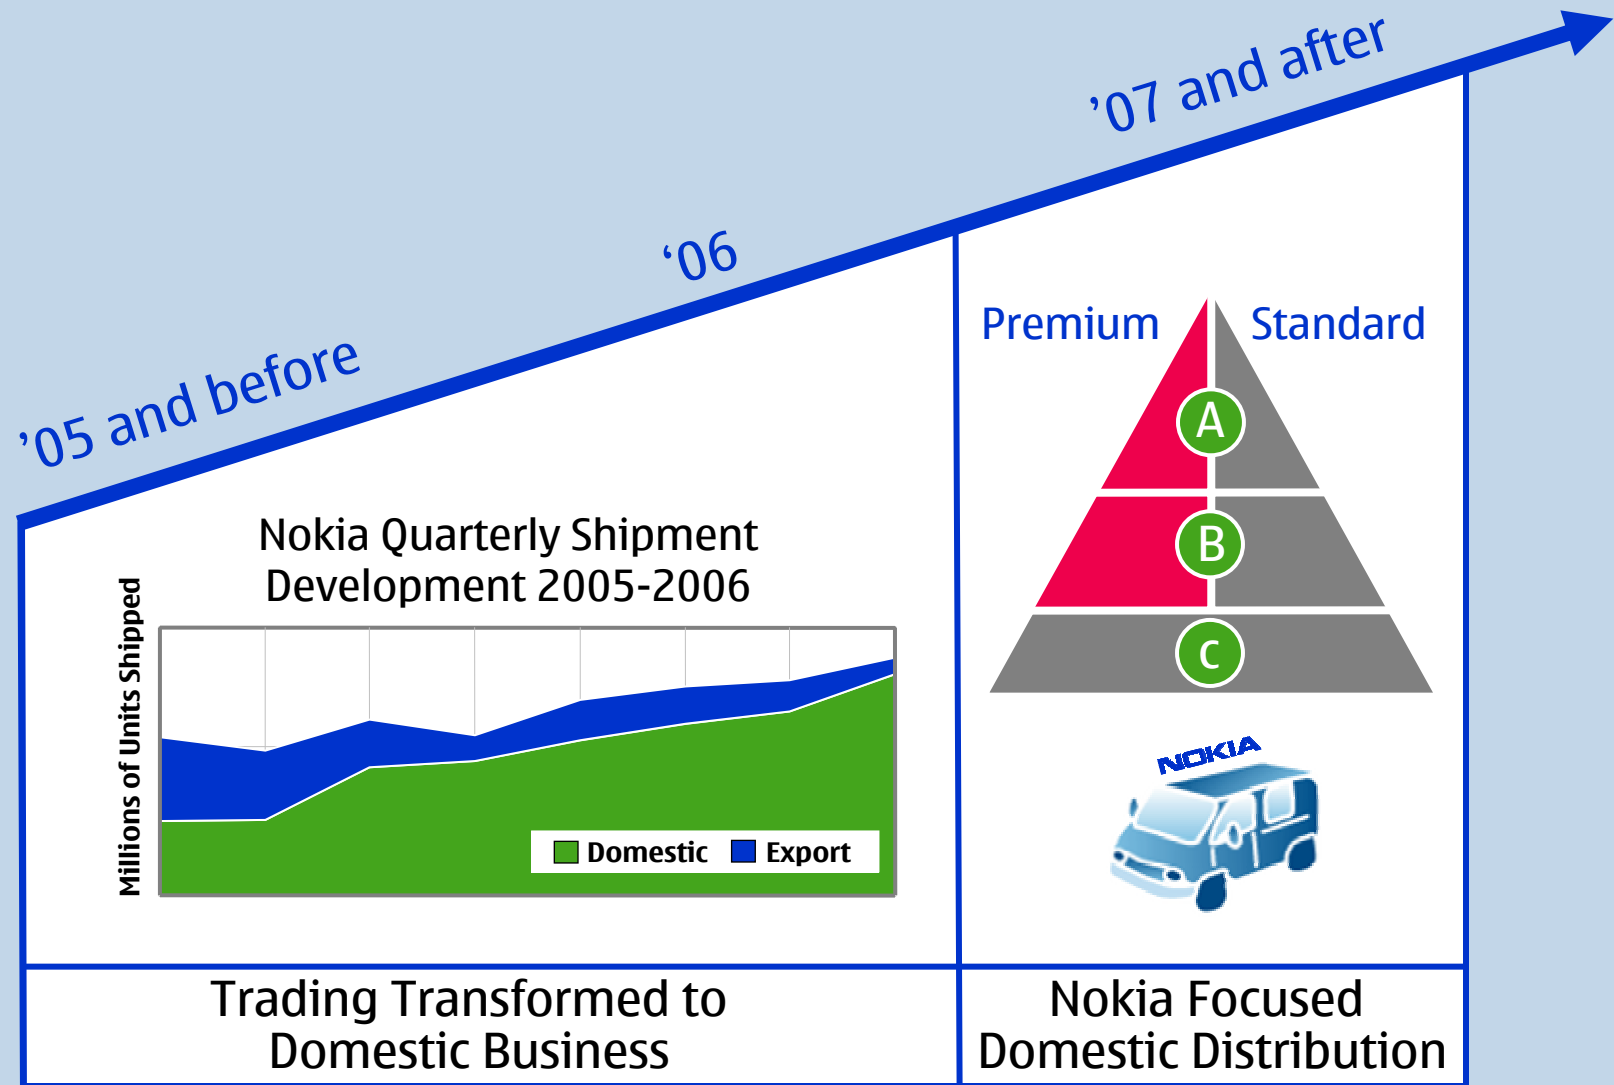 ’05 and before
‘06
’07 and after
Nokia Quarterly Shipment
Development 2005-2006
Millions of Units Shipped
Domestic
Export
Premium
Standard
A
B
c
NOKIA
Trading Transformed to
Domestic Business
Nokia Focused
Domestic Distribution